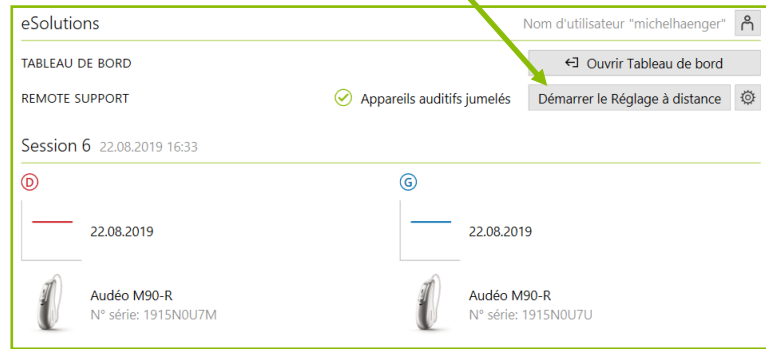 eSolutions Nom d'utilisateur "michelhaenger"
TABLEAU DE BORD Ouvrir Tableau de bord
REMOTE SUPPORT Appareils auditifs jumelés Démarrer le Réglage à distance
Session 6 22.08.2019 16:33
D G
22.08.2019 22.08.2019
Audéo M90-R Audéo M90-R
N° série: 1915N0U7M N° série: 1915N0U7U